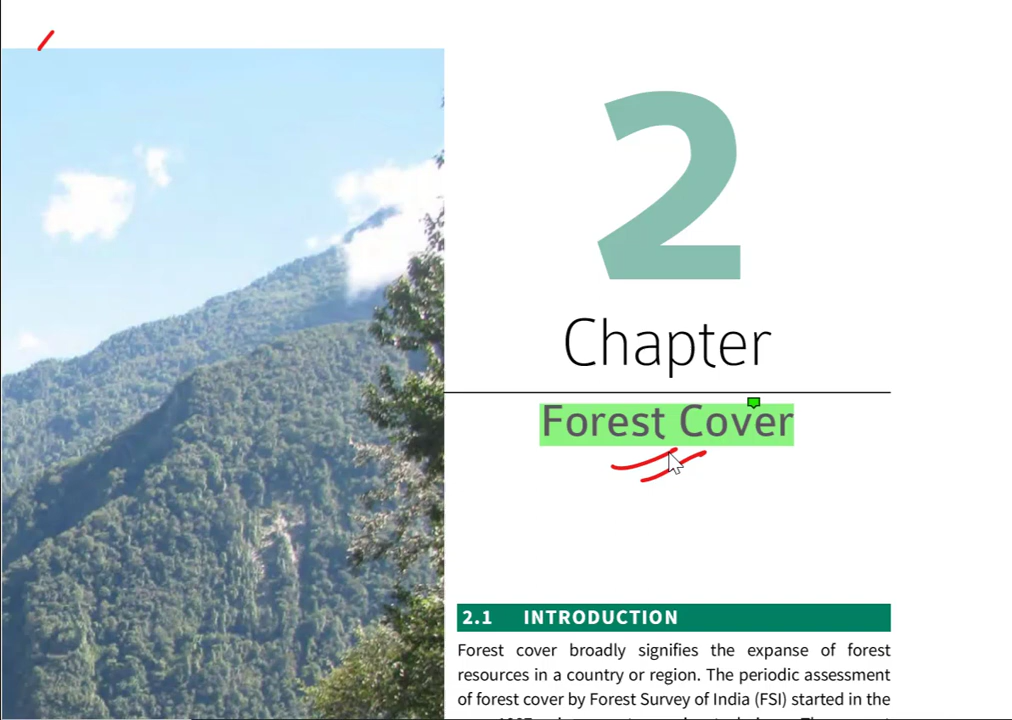 2
Chapter
Forest Cover
2.1 INTRODUCTION
Forest cover broadly signifies the expanse of forest
resources in a country or region. The periodic assessment
of forest cover by Forest Survey of India (FSI) started in the